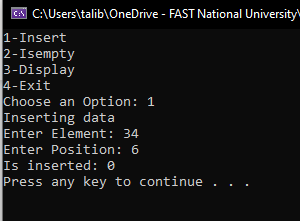 C:\Users\talib\OneDrive - FAST National University\
1-Insert
2-Isempty
3-Display
4-Exit
Choose an Option: 1
Inserting data
Enter Element: 34
Enter Position: 6
Is inserted: 0
Press any key to continue . . .